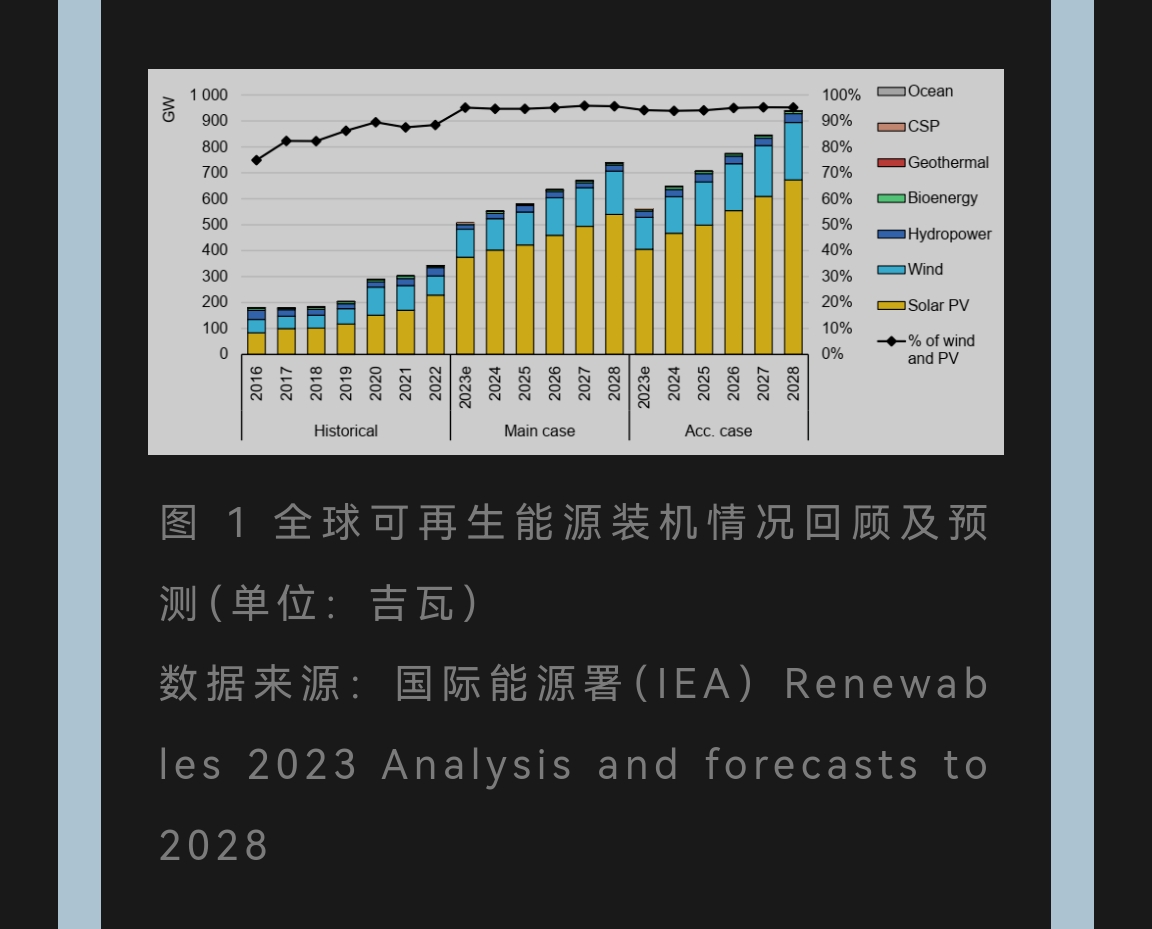 GW
1 000
900
800
700
600
500
400
300
200
100
0
100%
90%
80%
70%
60%
50%
40%
30%
20%
10%
0%
Ocean
CSP
Geothermal
Bioenergy
Hydropower
Wind
Solar PV
% of wind
and PV
2016
2017
2018
2019
2020
2021
2022
2023e
2024
2025
2026
2027
2028
2023e
2024
2025
2026
2027
2028
Historical
Main case
Acc. case
图 1 全球可再生能源装机情况回顾及预
测(单位: 吉瓦)
数据来源: 国际能源署(IEA) Renewab
les 2023 Analysis and forecasts to
2028